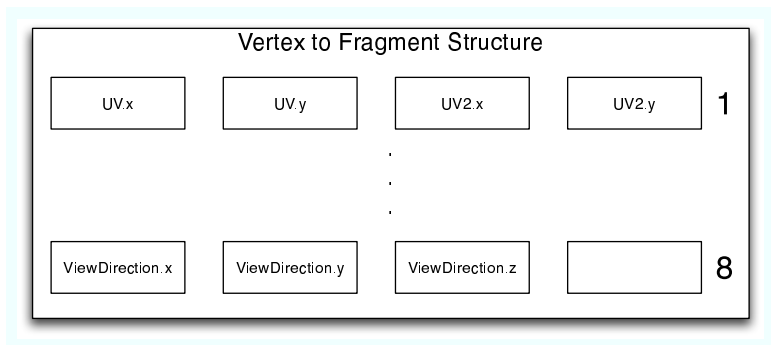 Vertex to Fragment Structure
UV.x UV.y UV2.x UV2.y 1
ViewDirection.x ViewDirection.y ViewDirection.z 8